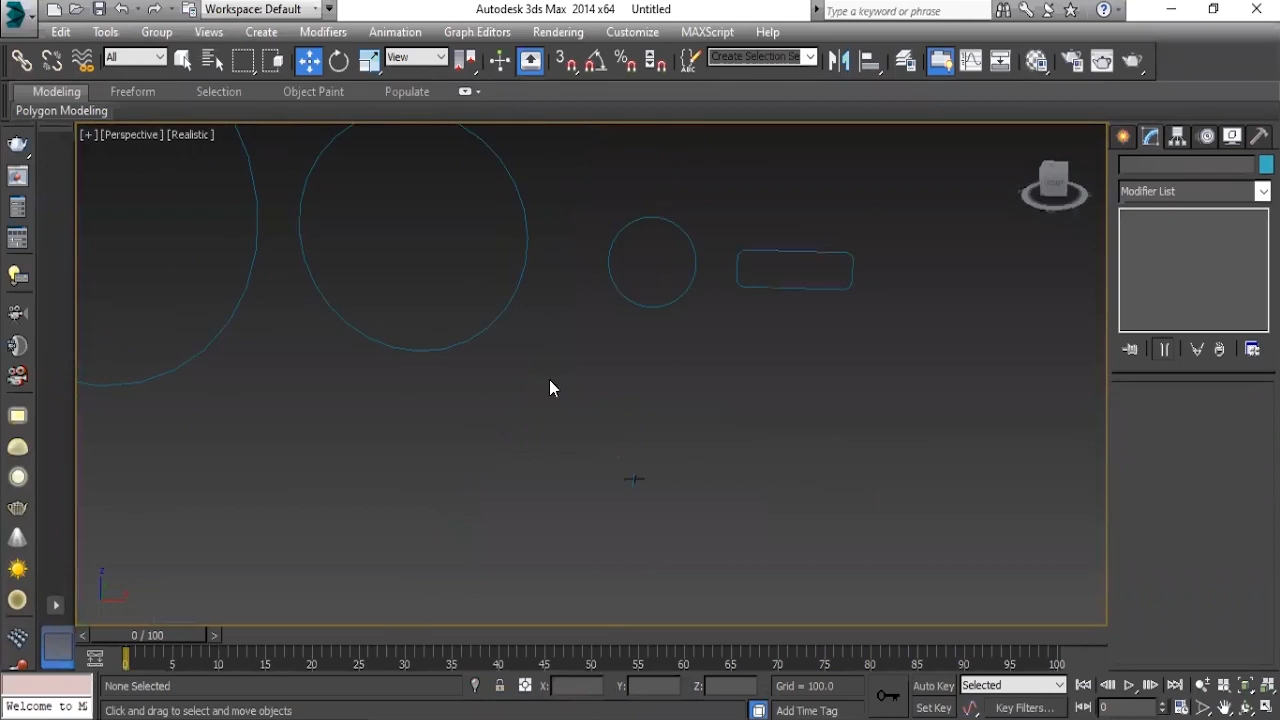 Workspace: Default
Autodesk 3ds Max 2014 x64 Untitled
Type a keyword or phrase
Edit Tools Group Views Create Modifiers Animation Graph Editors Rendering Customize MAXScript Help
All
View
3
Create Selection Se
ABC
Modeling Freeform Selection Object Paint Populate
Polygon Modeling
[+][Perspective][Realistic]
Modifier List
z
0 / 100
0 5 10 15 20 25 30 35 40 45 50 55 60 65 70 75 80 85 90 95 100
None Selected
X: Y: Z:
Grid = 100.0
Auto Key
Selected
Welcome to M
Click and drag to select and move objects
Add Time Tag
Set Key
Key Filters...
0